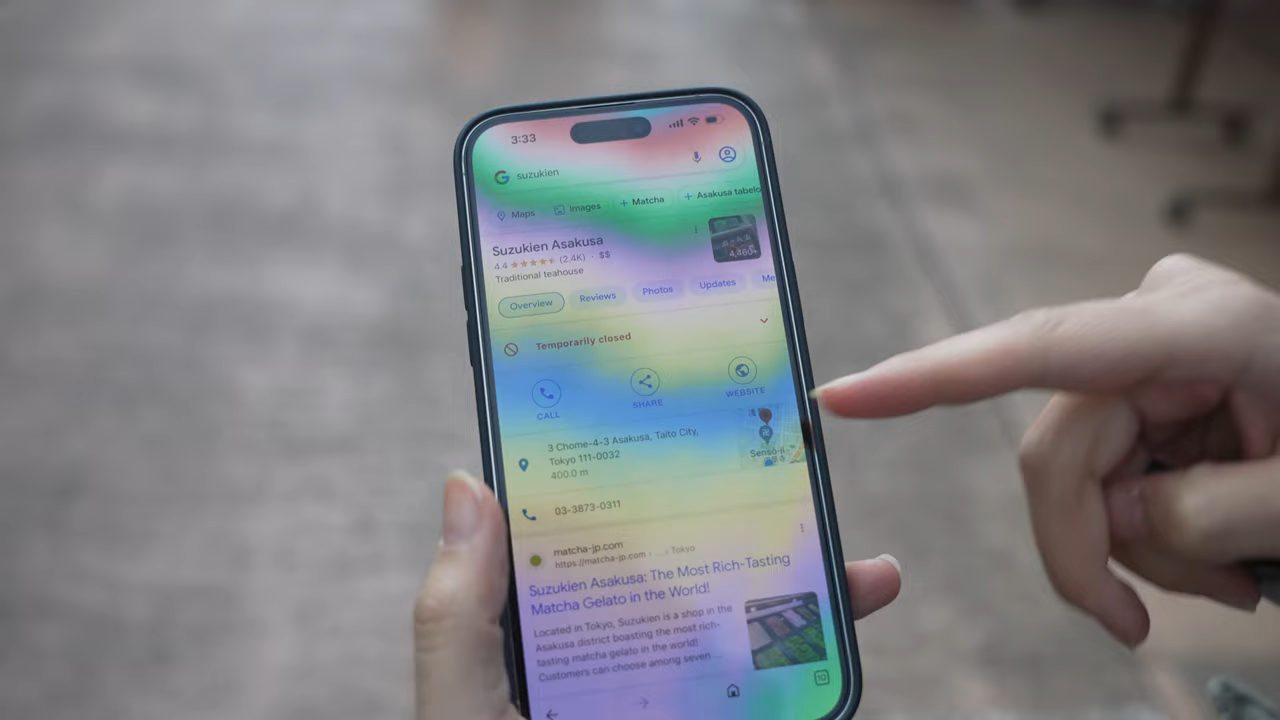 3:33
suzukien
Maps Images + Matcha + Asakusa tabelo
Suzukien Asakusa
4.4 (2.4K) · $$
Traditional teahouse
4,460+
Overview Reviews Photos Updates Me
Temporarily closed
CALL SHARE WEBSITE
3 Chome-4-3 Asakusa, Taito City,
Tokyo 111-0032
400.0 m
Senso-ji
03-3873-0311
matcha-jp.com
https://matcha-jp.com › ... › Tokyo
Suzukien Asakusa: The Most Rich-Tasting
Matcha Gelato in the World!
Located in Tokyo, Suzukien is a shop in the
Asakusa district boasting the most rich-
tasting matcha gelato in the world!
Customers can choose among seven ...
10